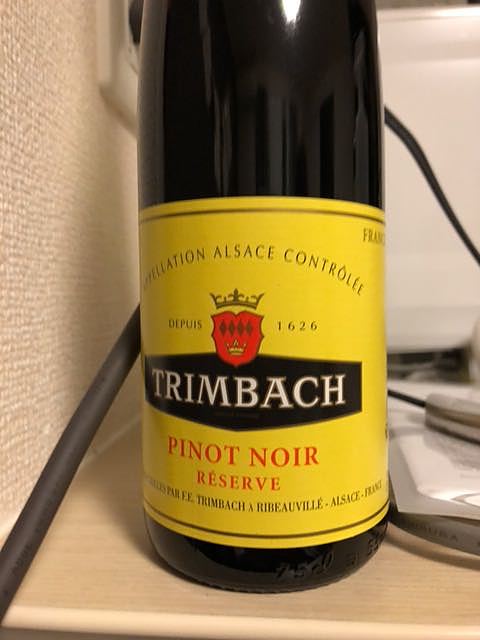 FRANCE
APPELLATION ALSACE CONTRÔLÉE
DEPUIS 1626
TRIMBACH
PINOT NOIR
RÉSERVE
PAR F.E. TRIMBACH À RIBEAUVILLÉ - ALSACE - FRANCE